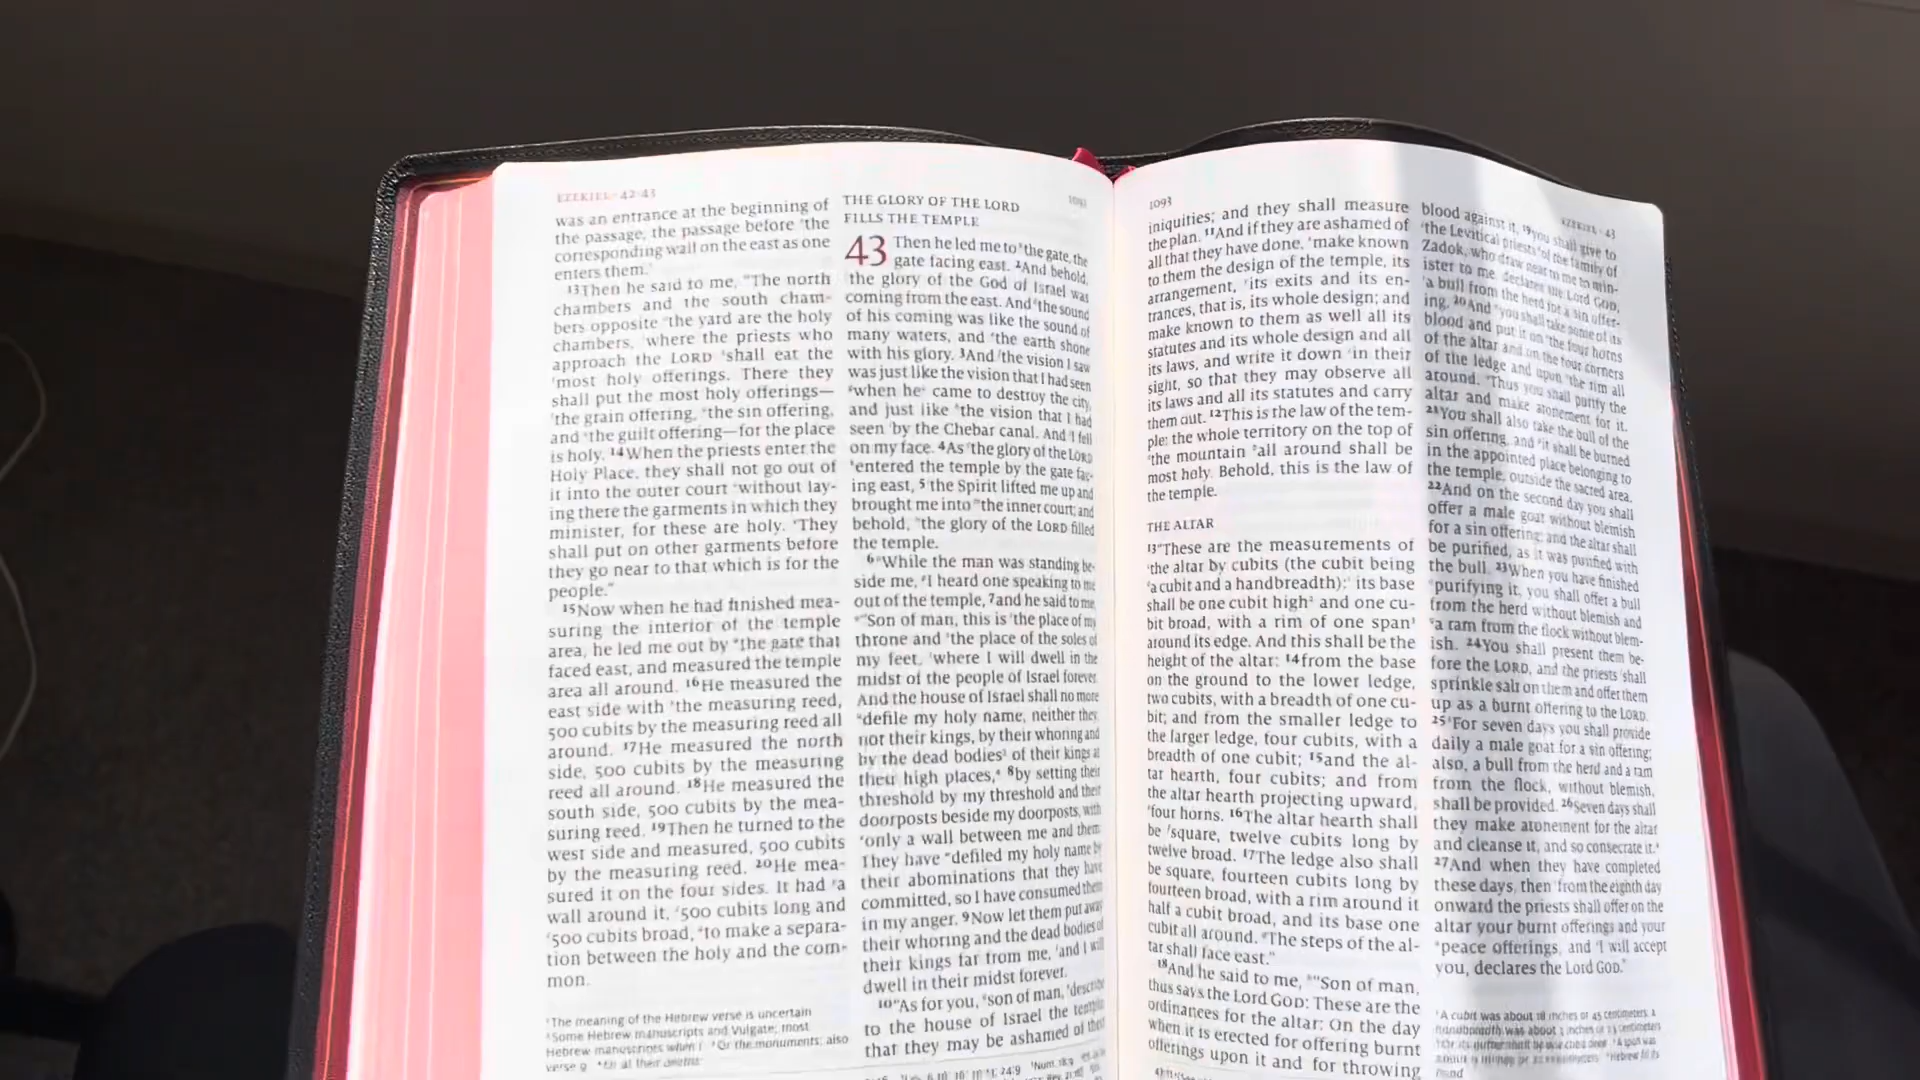 EZEKIEL · 42-43
was an entrance at the beginning of
the passage, the passage before the
corresponding wall on the east as one
enters them.
13Then he said to me, "The north
chambers and the south cham-
bers opposite the yard are the holy
chambers, where the priests who
approach the LORD shall eat the
most holy offerings. There they
shall put the most holy offerings—
the grain offering, the sin offering,
and the guilt offering—for the place
is holy. 14When the priests enter the
Holy Place, they shall not go out of
it into the outer court without lay-
ing there the garments in which they
minister, for these are holy. They
shall put on other garments before
they go near to that which is for the
people."
15Now when he had finished mea-
suring the interior of the temple
area, he led me out by the gate that
faced east, and measured the temple
area all around. 16He measured the
east side with the measuring reed,
500 cubits by the measuring reed all
around. 17He measured the north
side, 500 cubits by the measuring
reed all around. 18He measured the
south side, 500 cubits by the mea-
suring reed. 19Then he turned to the
west side and measured, 500 cubits
by the measuring reed. 20He mea-
sured it on the four sides. It had a
wall around it, 500 cubits long and
500 cubits broad, to make a separa-
tion between the holy and the com-
mon.
The meaning of the Hebrew verse is uncertain
Some Hebrew manuscripts and Vulgate; most
Hebrew manuscripts when I Or the monuments; also
verse 9 Or at their deaths
THE GLORY OF THE LORD
FILLS THE TEMPLE
43 Then he led me to the gate, the
gate facing east. 2And behold,
the glory of the God of Israel was
coming from the east. And the sound
of his coming was like the sound of
many waters, and the earth shone
with his glory. 3And the vision I saw
was just like the vision that I had seen
when he came to destroy the city,
and just like the vision that I had
seen by the Chebar canal. And I fell
on my face. 4As the glory of the LORD
entered the temple by the gate fac-
ing east, 5 the Spirit lifted me up and
brought me into the inner court; and
behold, the glory of the LORD filled
the temple.
6While the man was standing be-
side me, I heard one speaking to me
out of the temple, 7and he said to me,
"Son of man, this is the place of my
throne and the place of the soles of
my feet, where I will dwell in the
midst of the people of Israel forever.
And the house of Israel shall no more
defile my holy name, neither they,
nor their kings, by their whoring and
by the dead bodies of their kings at
their high places, 8by setting their
threshold by my threshold and their
doorposts beside my doorposts, with
only a wall between me and them.
They have defiled my holy name by
their abominations that they have
committed, so I have consumed them
in my anger. 9Now let them put away
their whoring and the dead bodies of
their kings far from me, and I will
dwell in their midst forever.
10"As for you, son of man, describe
to the house of Israel the temple
that they may be ashamed of their
1093
iniquities; and they shall measure
the plan. 11And if they are ashamed of
all that they have done, make known
to them the design of the temple, its
arrangement, its exits and its en-
trances, that is, its whole design; and
make known to them as well all its
statutes and its whole design and all
its laws, and write it down in their
sight, so that they may observe all
its laws and all its statutes and carry
them out. 12This is the law of the tem-
ple: the whole territory on the top of
the mountain all around shall be
most holy. Behold, this is the law of
the temple.
THE ALTAR
13"These are the measurements of
the altar by cubits (the cubit being
a cubit and a handbreadth): its base
shall be one cubit high and one cu-
bit broad, with a rim of one span
around its edge. And this shall be the
height of the altar: 14from the base
on the ground to the lower ledge,
two cubits, with a breadth of one cu-
bit; and from the smaller ledge to
the larger ledge, four cubits, with a
breadth of one cubit; 15and the al-
tar hearth, four cubits; and from
the altar hearth projecting upward,
four horns. 16The altar hearth shall
be square, twelve cubits long by
twelve broad. 17The ledge also shall
be square, fourteen cubits long by
fourteen broad, with a rim around it
half a cubit broad, and its base one
cubit all around. The steps of the al-
tar shall face east."
18And he said to me, "Son of man,
thus says the Lord GOD: These are the
ordinances for the altar: On the day
when it is erected for offering burnt
offerings upon it and for throwing
EZEKIEL · 43
blood against it, 19you shall give to
the Levitical priests of the family of
Zadok, who draw near to me to min-
ister to me, declares the Lord GOD,
a bull from the herd for a sin offer-
ing. 20And you shall take some of its
blood and put it on the four horns
of the altar and on the four corners
of the ledge and upon the rim all
around. Thus you shall purify the
altar and make atonement for it.
21You shall also take the bull of the
sin offering, and it shall be burned
in the appointed place belonging to
the temple, outside the sacred area.
22And on the second day you shall
offer a male goat without blemish
for a sin offering; and the altar shall
be purified, as it was purified with
the bull. 23When you have finished
purifying it, you shall offer a bull
from the herd without blemish and
a ram from the flock without blem-
ish. 24You shall present them be-
fore the LORD, and the priests shall
sprinkle salt on them and offer them
up as a burnt offering to the LORD.
25For seven days you shall provide
daily a male goat for a sin offering;
also, a bull from the herd and a ram
from the flock, without blemish,
shall be provided. 26Seven days shall
they make atonement for the altar
and cleanse it, and so consecrate it.
27And when they have completed
these days, then from the eighth day
onward the priests shall offer on the
altar your burnt offerings and your
peace offerings, and I will accept
you, declares the Lord GOD."
A cubit was about 18 inches or 45 centimeters; a
handbreadth was about 3 inches or 7.5 centimeters